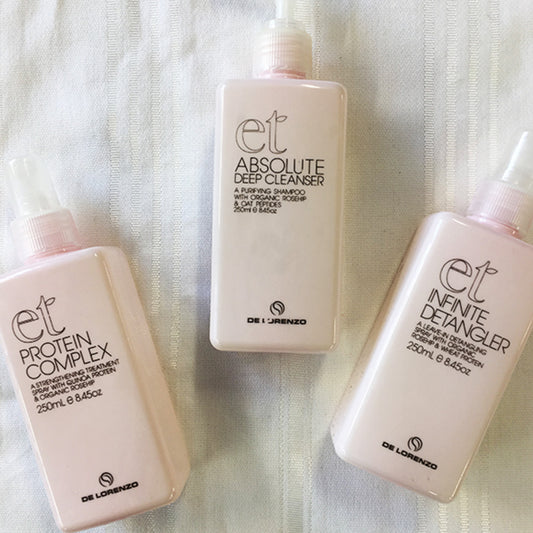 et
PROTEIN
COMPLEX
A STRENGTHENING TREATMENT
SPRAY WITH QUINOA PROTEIN
& ORGANIC ROSEHIP
250mL e 8.45oz
DE LORENZO
et
ABSOLUTE
DEEP CLEANSER
A PURIFYING SHAMPOO
WITH ORGANIC ROSEHIP
& OAT PEPTIDES
250ml e 8.45oz
DE LORENZO
et
INFINITE
DETANGLER
A LEAVE-IN DETANGLING
SPRAY WITH ORGANIC
ROSEHIP & WHEAT PROTEIN
250mL e 8.45oz
DE LORENZO